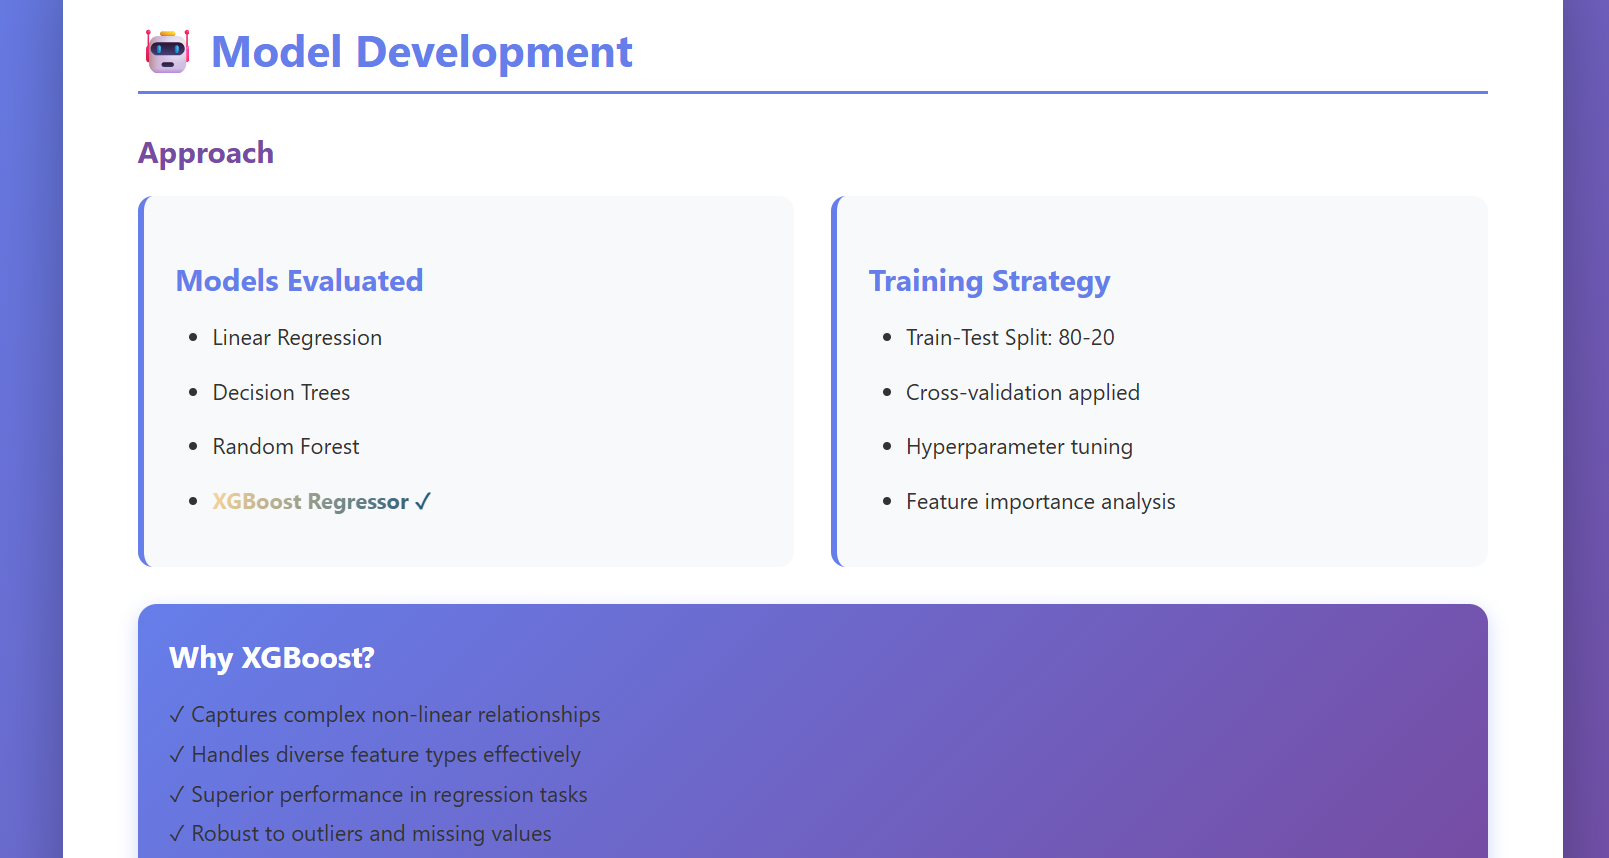 Model Development
Approach
Models Evaluated
Linear Regression
Decision Trees
Random Forest
XGBoost Regressor ✓
Training Strategy
Train-Test Split: 80-20
Cross-validation applied
Hyperparameter tuning
Feature importance analysis
Why XGBoost?
✓ Captures complex non-linear relationships
✓ Handles diverse feature types effectively
✓ Superior performance in regression tasks
✓ Robust to outliers and missing values